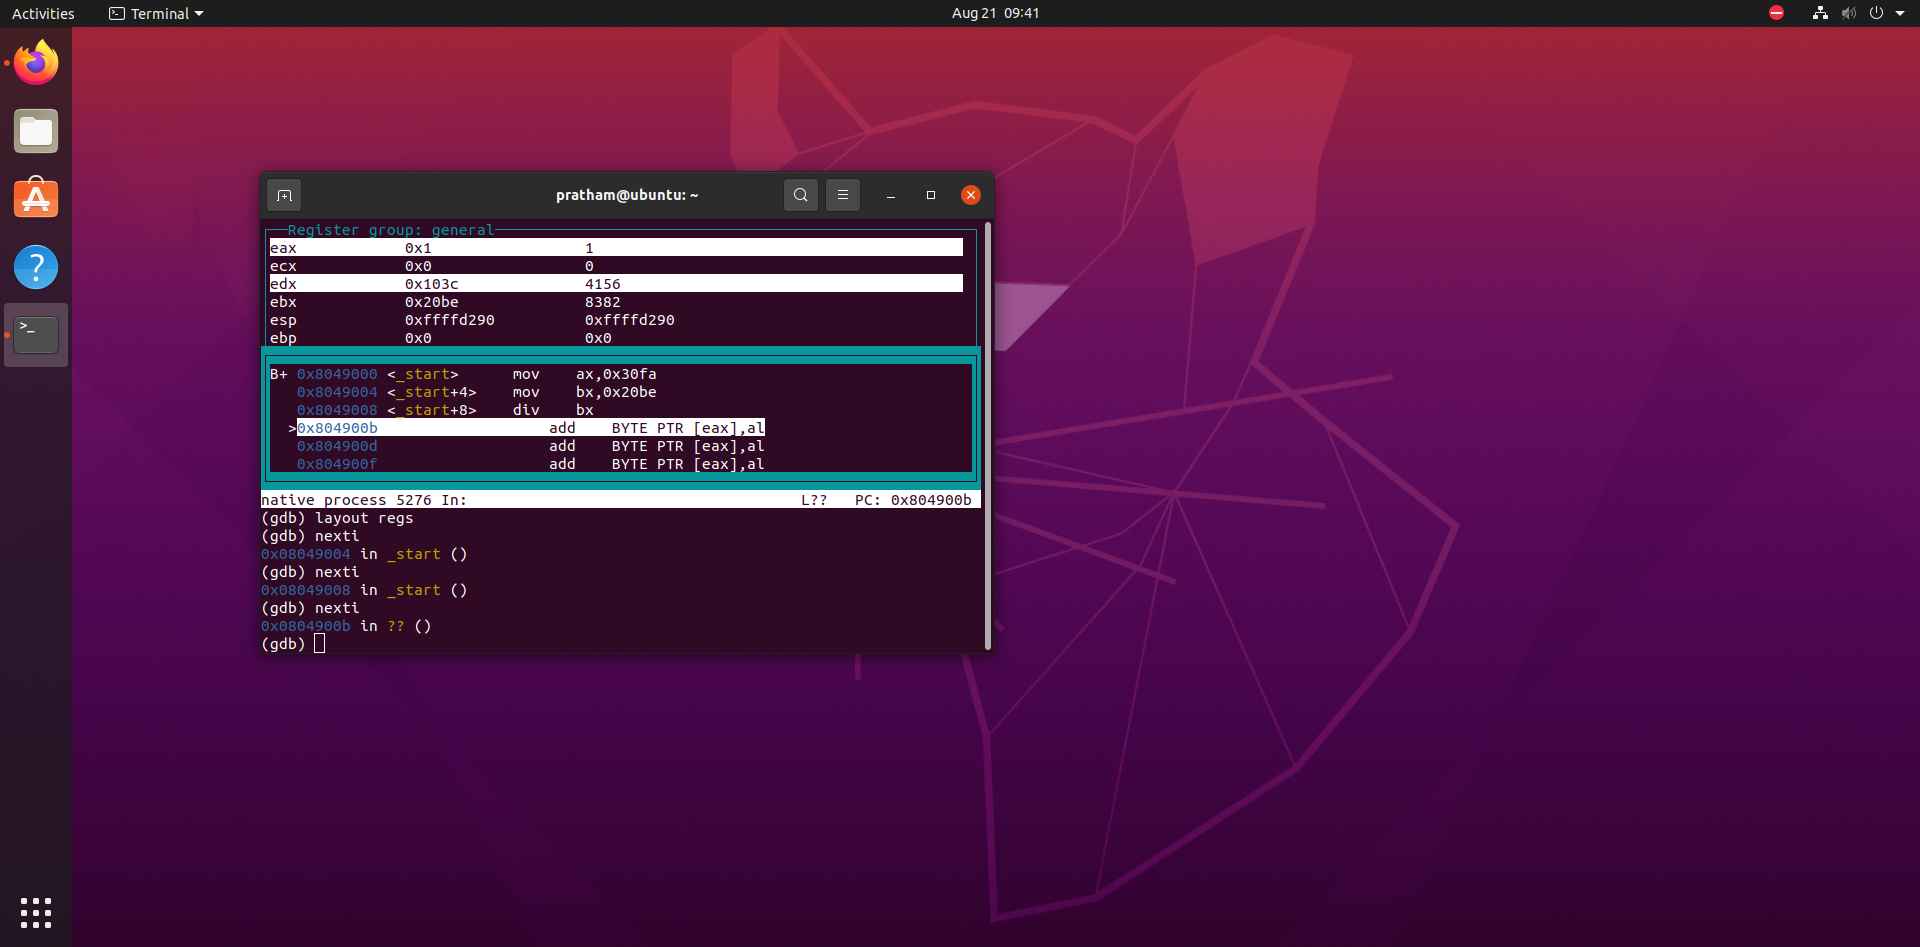 Activities Terminal Aug 21 09:41
pratham@ubuntu: ~
Register group: general
eax 0x1 1
ecx 0x0 0
edx 0x103c 4156
ebx 0x20be 8382
esp 0xffffd290 0xffffd290
ebp 0x0 0x0
B+ 0x8049000 <_start> mov ax,0x30fa
0x8049004 <_start+4> mov bx,0x20be
0x8049008 <_start+8> div bx
>0x804900b add BYTE PTR [eax],al
0x804900d add BYTE PTR [eax],al
0x804900f add BYTE PTR [eax],al
native process 5276 In: L?? PC: 0x804900b
(gdb) layout regs
(gdb) nexti
0x08049004 in _start ()
(gdb) nexti
0x08049008 in _start ()
(gdb) nexti
0x0804900b in ?? ()
(gdb)